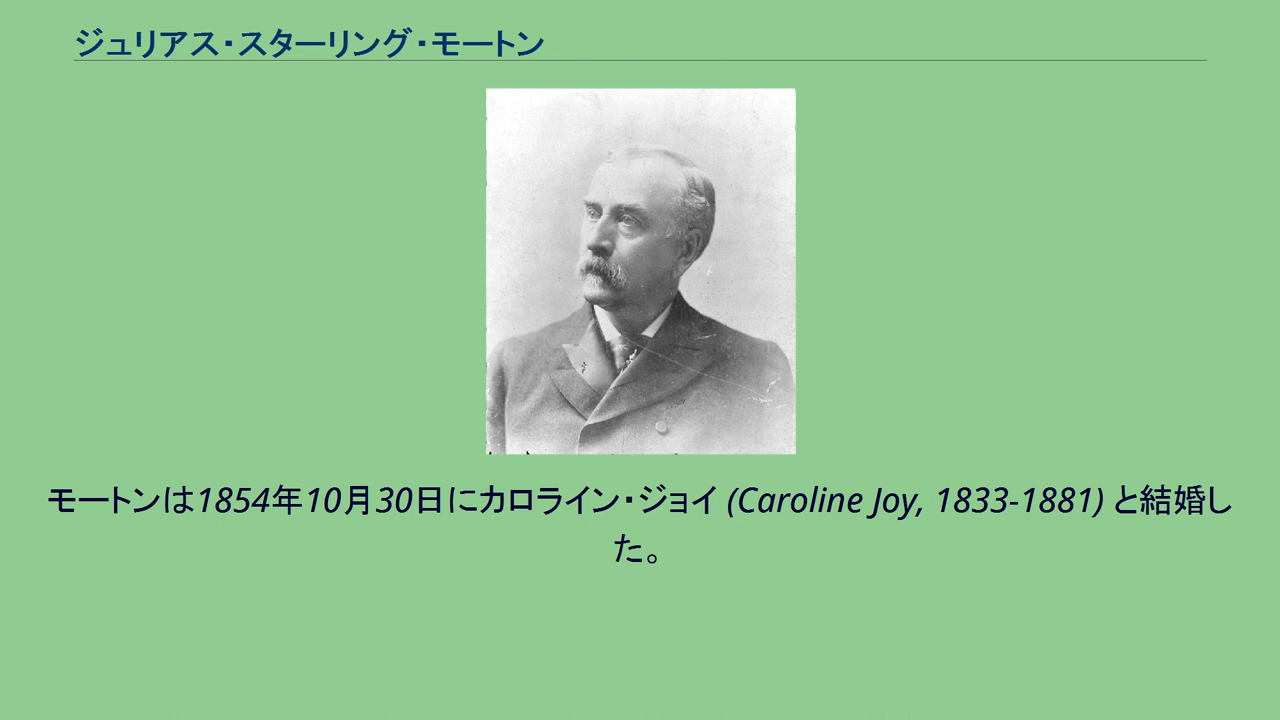 ジュリアス・スターリング・モートン
モートンは1854年10月30日にカロライン・ジョイ (Caroline Joy, 1833-1881) と結婚し
た。